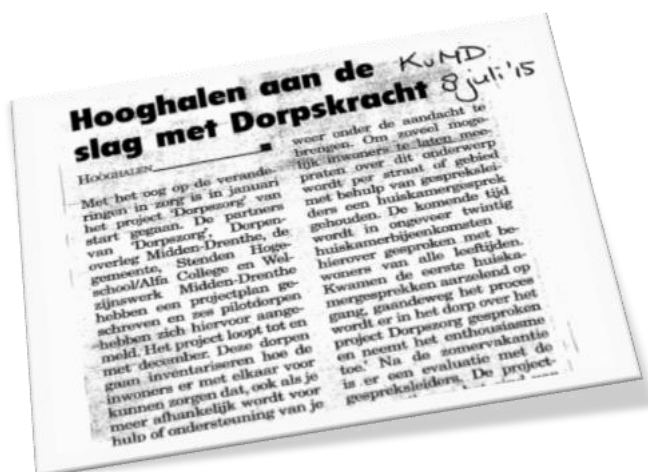 Hooghalen aan de
slag met Dorpskracht
KvMD
8 juli '15
HOOGHALEN
Met het oog op de verande-
ringen in zorg is in januari
het project 'Dorpszorg' van
start gegaan. De partners
van 'Dorpszorg', Dorpen-
overleg Midden-Drenthe, de
gemeente, Stenden Hoge-
school/Alfa College en Wel-
zijnswerk Midden-Drenthe
hebben een projectplan ge-
schreven en zes pilotdorpen
hebben zich hiervoor aange-
meld. Het project loopt tot en
met december. Deze dorpen
gaan inventariseren hoe de
inwoners er met elkaar voor
kunnen zorgen dat, ook als je
meer afhankelijk wordt voor
hulp of ondersteuning van je
weer onder de aandacht te
brengen. Om zoveel moge-
lijk inwoners te laten mee-
praten over dit onderwerp
wordt per straat of gebied
met behulp van gesprekslei-
ders een huiskamergesprek
gehouden. De komende tijd
wordt in ongeveer twintig
huiskamerbijeenkomsten
hierover gesproken met be-
woners van alle leeftijden.
Kwamen de eerste huiska-
mergesprekken aarzelend op
gang, gaandeweg het proces
wordt er in het dorp over het
project Dorpszorg gesproken
en neemt het enthousiasme
toe.' Na de zomervakantie
is er een evaluatie met de
gespreksleiders. De project-